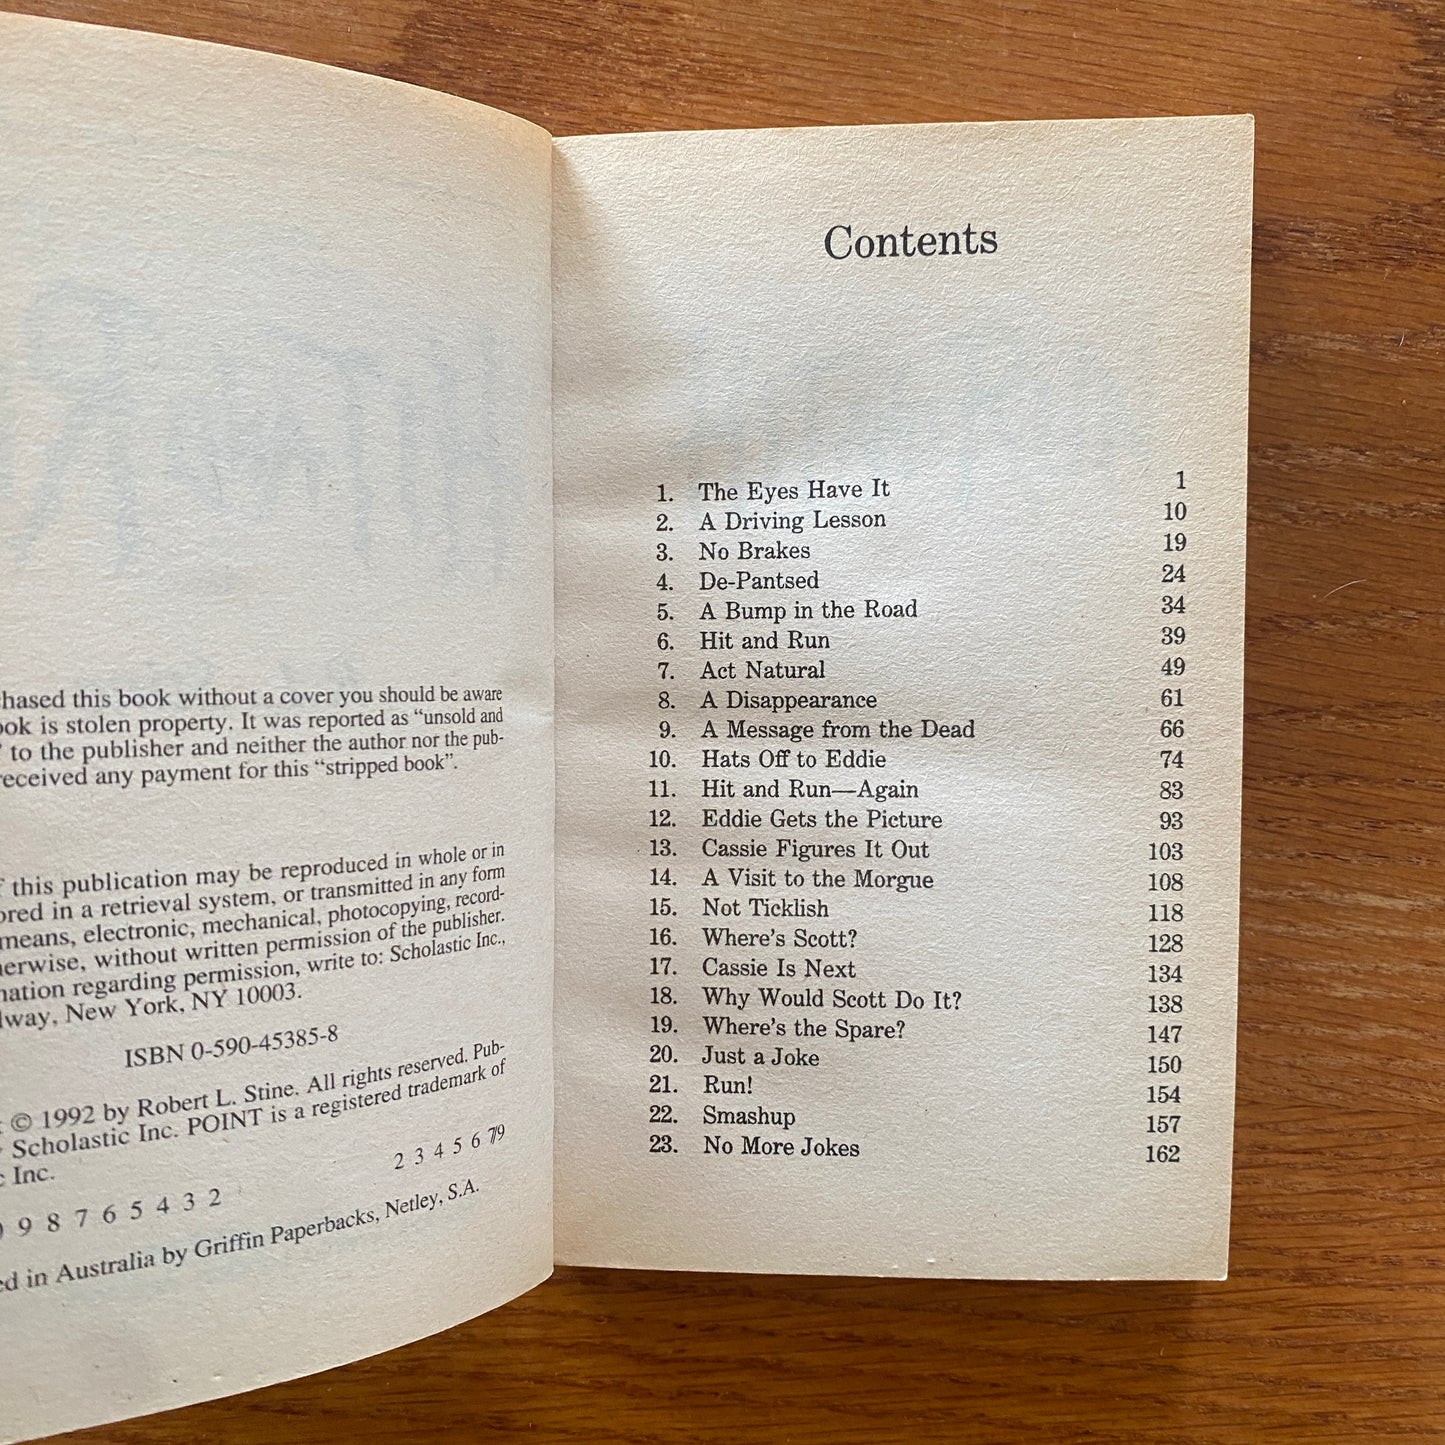 hased this book without a cover you should be aware
ook is stolen property. It was reported as “unsold and
” to the publisher and neither the author nor the pub-
eceived any payment for this “stripped book”.
f this publication may be reproduced in whole or in
ored in a retrieval system, or transmitted in any form
means, electronic, mechanical, photocopying, record-
erwise, without written permission of the publisher.
nation regarding permission, write to: Scholastic Inc.,
dway, New York, NY 10003.
ISBN 0-590-45385-8
© 1992 by Robert L. Stine. All rights reserved. Pub-
Scholastic Inc. POINT is a registered trademark of
Inc.
2 3 4 5 6 7/9
9 8 7 6 5 4 3 2
ed in Australia by Griffin Paperbacks, Netley, S.A.
Contents
1. The Eyes Have It 1
2. A Driving Lesson 10
3. No Brakes 19
4. De-Pantsed 24
5. A Bump in the Road 34
6. Hit and Run 39
7. Act Natural 49
8. A Disappearance 61
9. A Message from the Dead 66
10. Hats Off to Eddie 74
11. Hit and Run—Again 83
12. Eddie Gets the Picture 93
13. Cassie Figures It Out 103
14. A Visit to the Morgue 108
15. Not Ticklish 118
16. Where's Scott? 128
17. Cassie Is Next 134
18. Why Would Scott Do It? 138
19. Where's the Spare? 147
20. Just a Joke 150
21. Run! 154
22. Smashup 157
23. No More Jokes 162